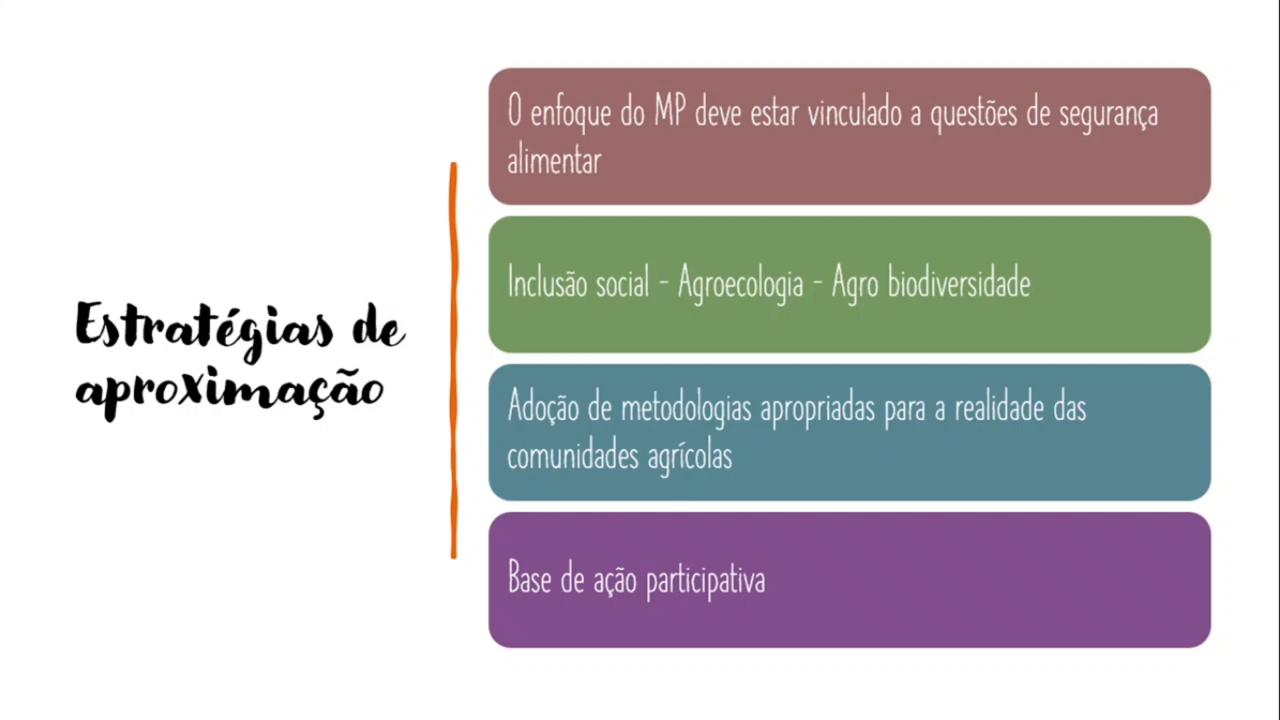 Estratégias de
aproximação
O enfoque do MP deve estar vinculado a questões de segurança
alimentar
Inclusão social - Agroecologia - Agro biodiversidade
Adoção de metodologias apropriadas para a realidade das
comunidades agrícolas
Base de ação participativa